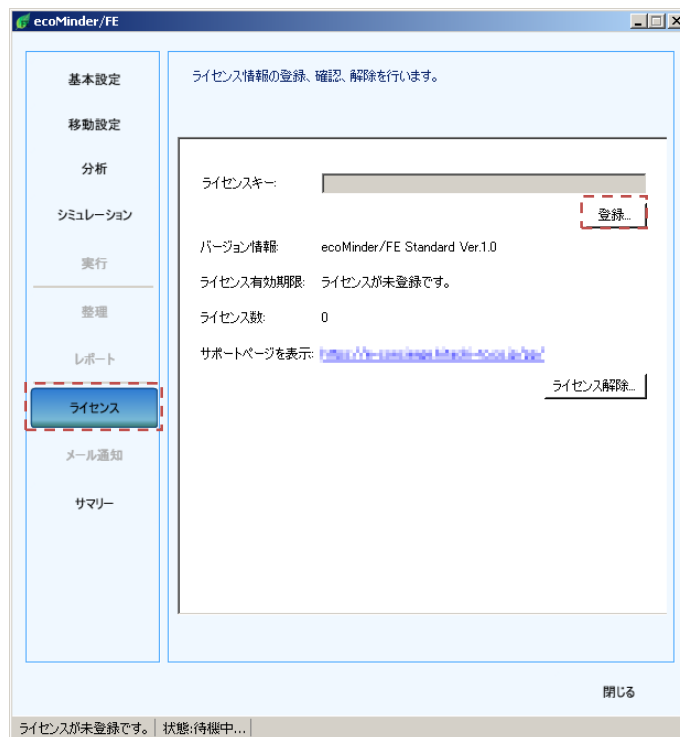 ecoMinder/FE
基本設定
移動設定
分析
シミュレーション
実行
整理
レポート
ライセンス
メール通知
サマリー
ライセンス情報の登録、確認、解除を行います。
ライセンスキー:
登録...
バージョン情報: ecoMinder/FE Standard Ver.1.0
ライセンス有効期限: ライセンスが未登録です。
ライセンス数: 0
サポートページを表示:
ライセンス解除...
閉じる
ライセンスが未登録です。 状態:待機中...